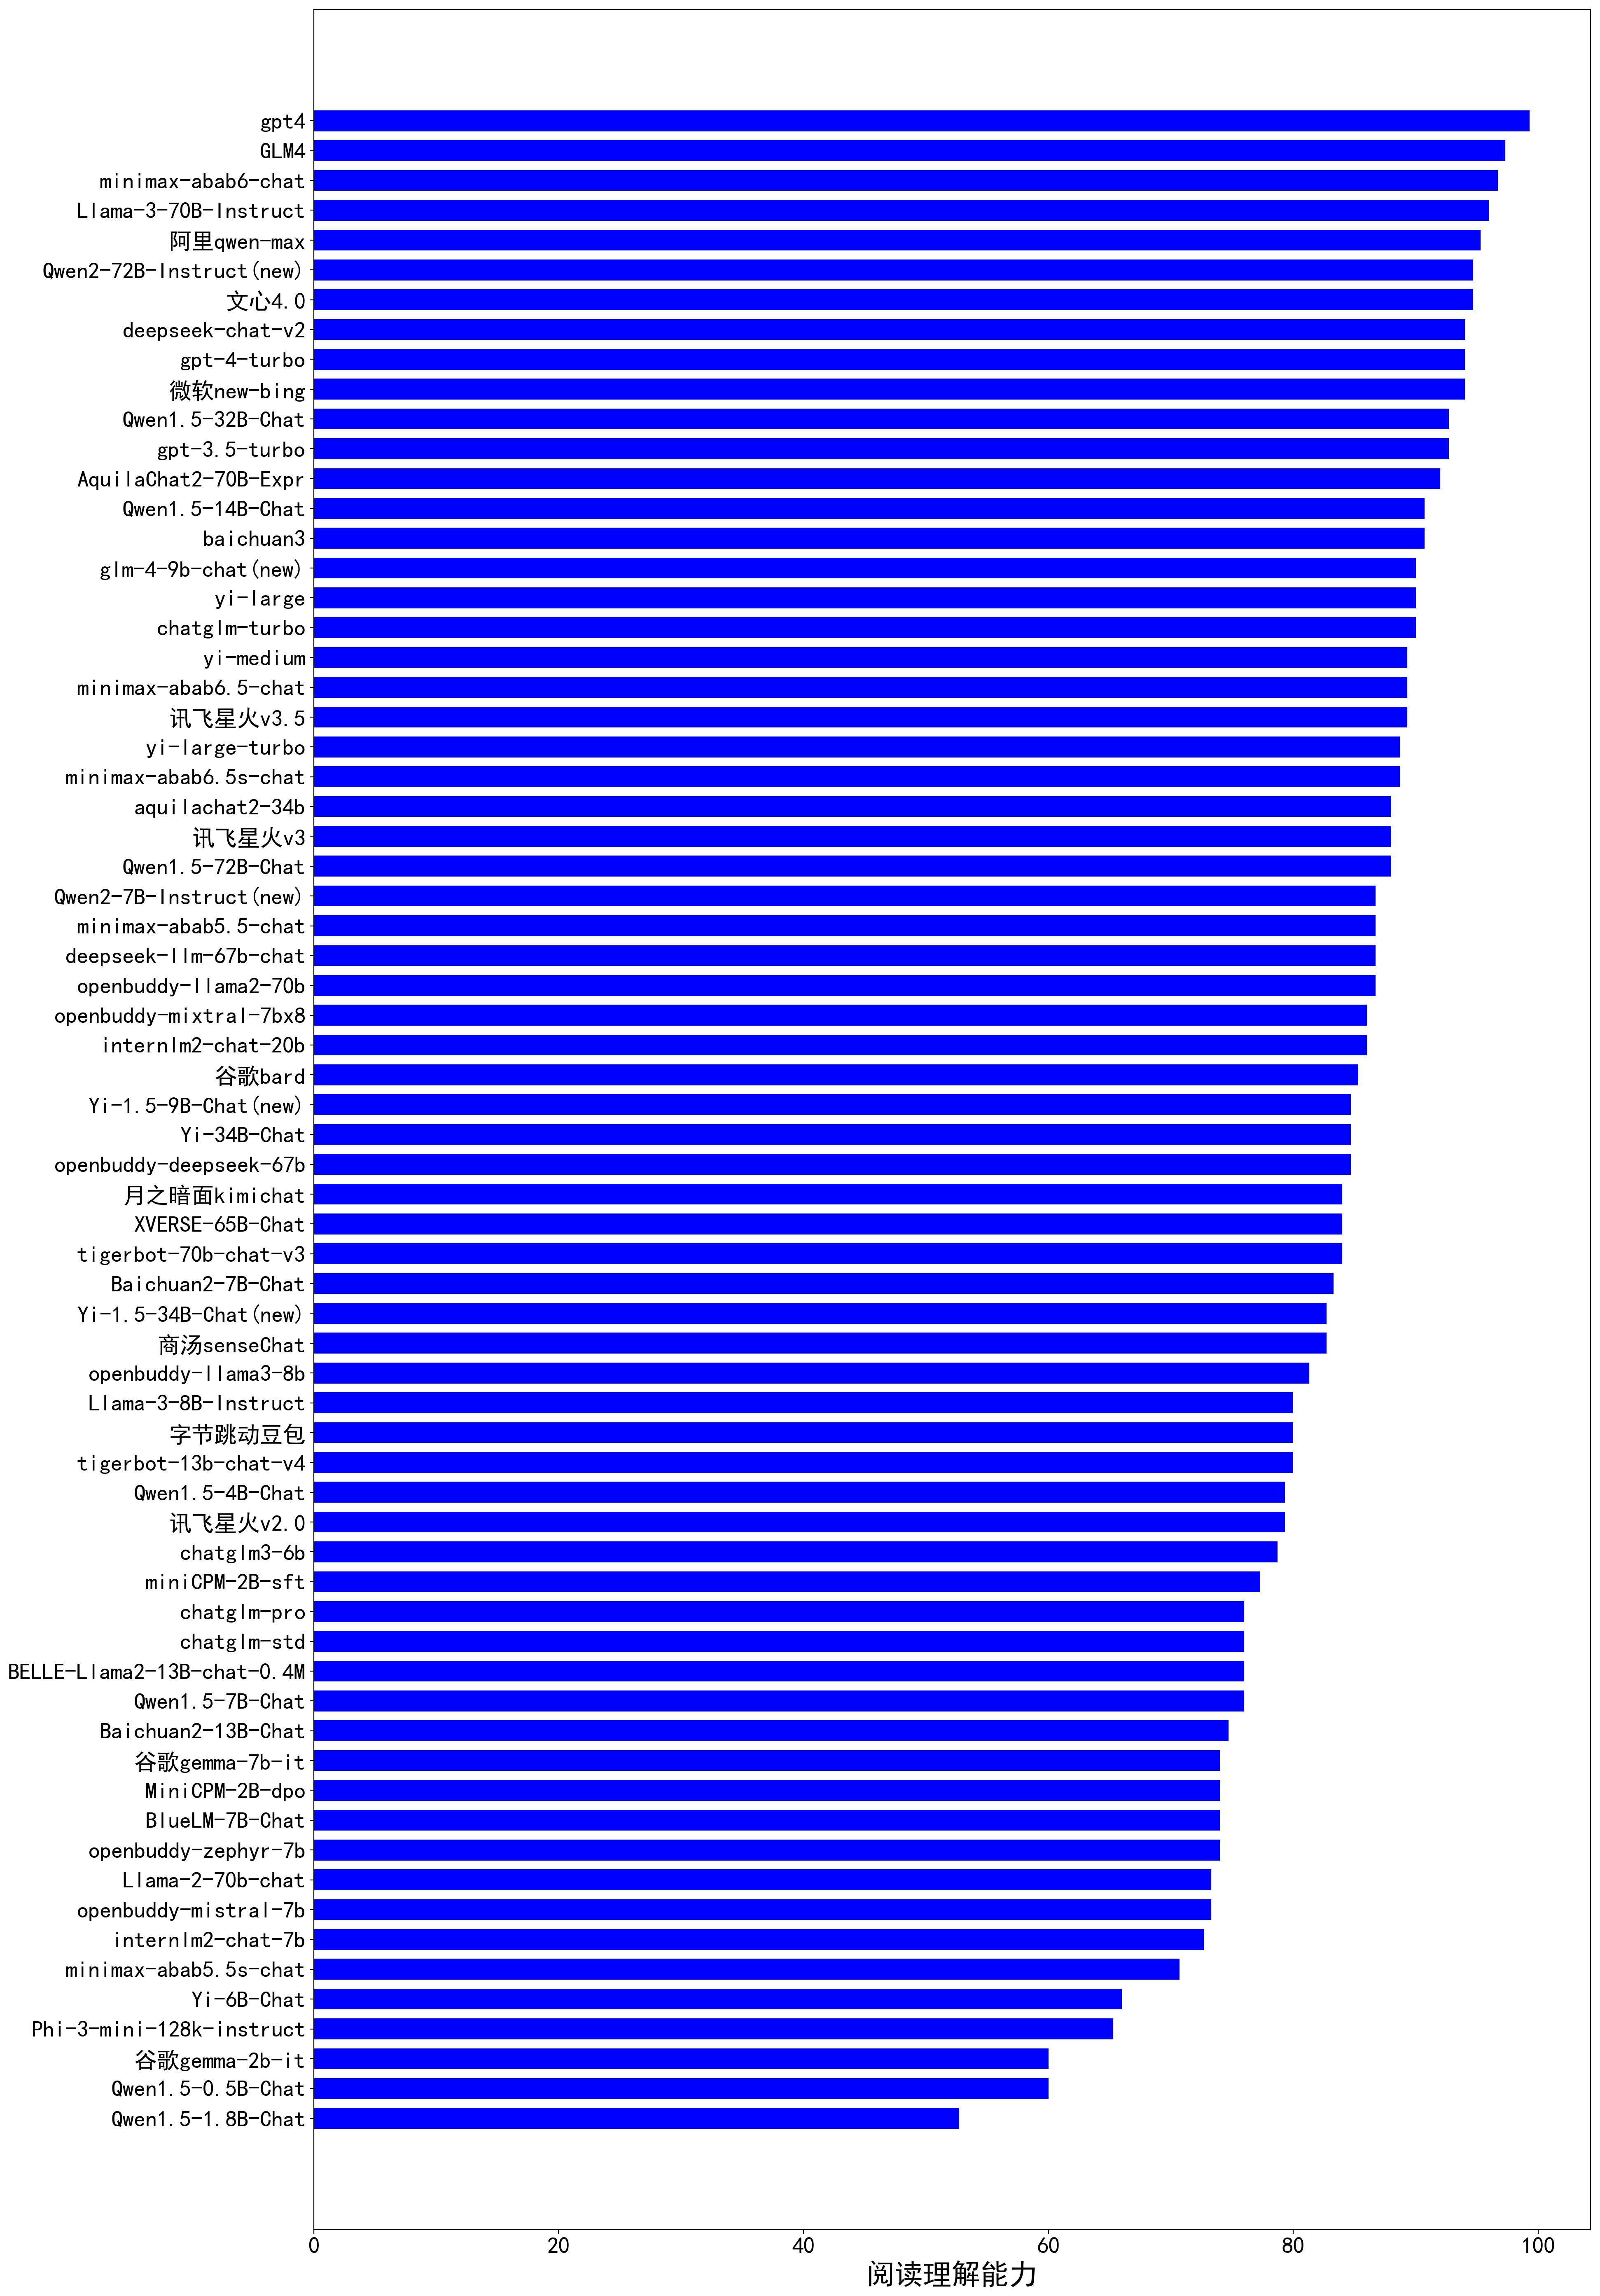 gpt4
GLM4
minimax-abab6-chat
Llama-3-70B-Instruct
阿里qwen-max
Qwen2-72B-Instruct(new)
文心4.0
deepseek-chat-v2
gpt-4-turbo
微软new-bing
Qwen1.5-32B-Chat
gpt-3.5-turbo
AquilaChat2-70B-Expr
Qwen1.5-14B-Chat
baichuan3
glm-4-9b-chat(new)
yi-large
chatglm-turbo
yi-medium
minimax-abab6.5-chat
讯飞星火v3.5
yi-large-turbo
minimax-abab6.5s-chat
aquilachat2-34b
讯飞星火v3
Qwen1.5-72B-Chat
Qwen2-7B-Instruct(new)
minimax-abab5.5-chat
deepseek-llm-67b-chat
openbuddy-llama2-70b
openbuddy-mixtral-7bx8
internlm2-chat-20b
谷歌bard
Yi-1.5-9B-Chat(new)
Yi-34B-Chat
openbuddy-deepseek-67b
月之暗面kimichat
XVERSE-65B-Chat
tigerbot-70b-chat-v3
Baichuan2-7B-Chat
Yi-1.5-34B-Chat(new)
商汤senseChat
openbuddy-llama3-8b
Llama-3-8B-Instruct
字节跳动豆包
tigerbot-13b-chat-v4
Qwen1.5-4B-Chat
讯飞星火v2.0
chatglm3-6b
miniCPM-2B-sft
chatglm-pro
chatglm-std
BELLE-Llama2-13B-chat-0.4M
Qwen1.5-7B-Chat
Baichuan2-13B-Chat
谷歌gemma-7b-it
MiniCPM-2B-dpo
BlueLM-7B-Chat
openbuddy-zephyr-7b
Llama-2-70b-chat
openbuddy-mistral-7b
internlm2-chat-7b
minimax-abab5.5s-chat
Yi-6B-Chat
Phi-3-mini-128k-instruct
谷歌gemma-2b-it
Qwen1.5-0.5B-Chat
Qwen1.5-1.8B-Chat
0 20 40 60 80 100
阅读理解能力